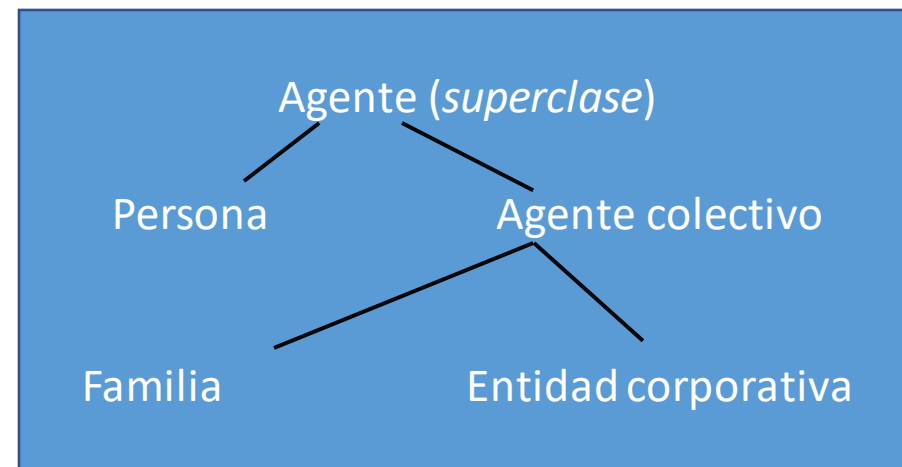 Agente (superclase)
Persona
Agente colectivo
Familia
Entidad corporativa